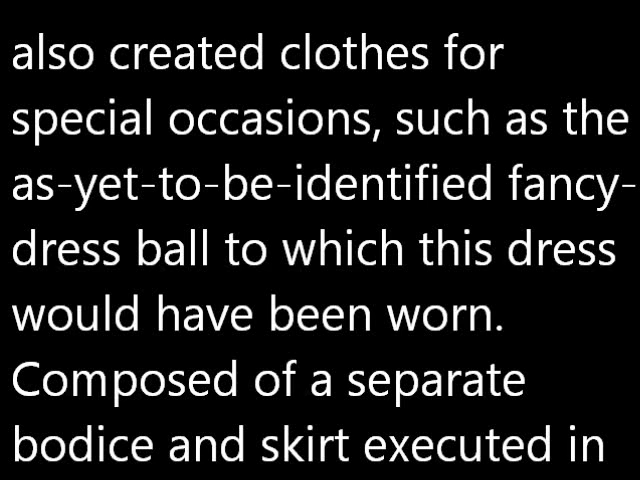 also created clothes for
special occasions, such as the
as-yet-to-be-identified fancy-
dress ball to which this dress
would have been worn.
Composed of a separate
bodice and skirt executed in